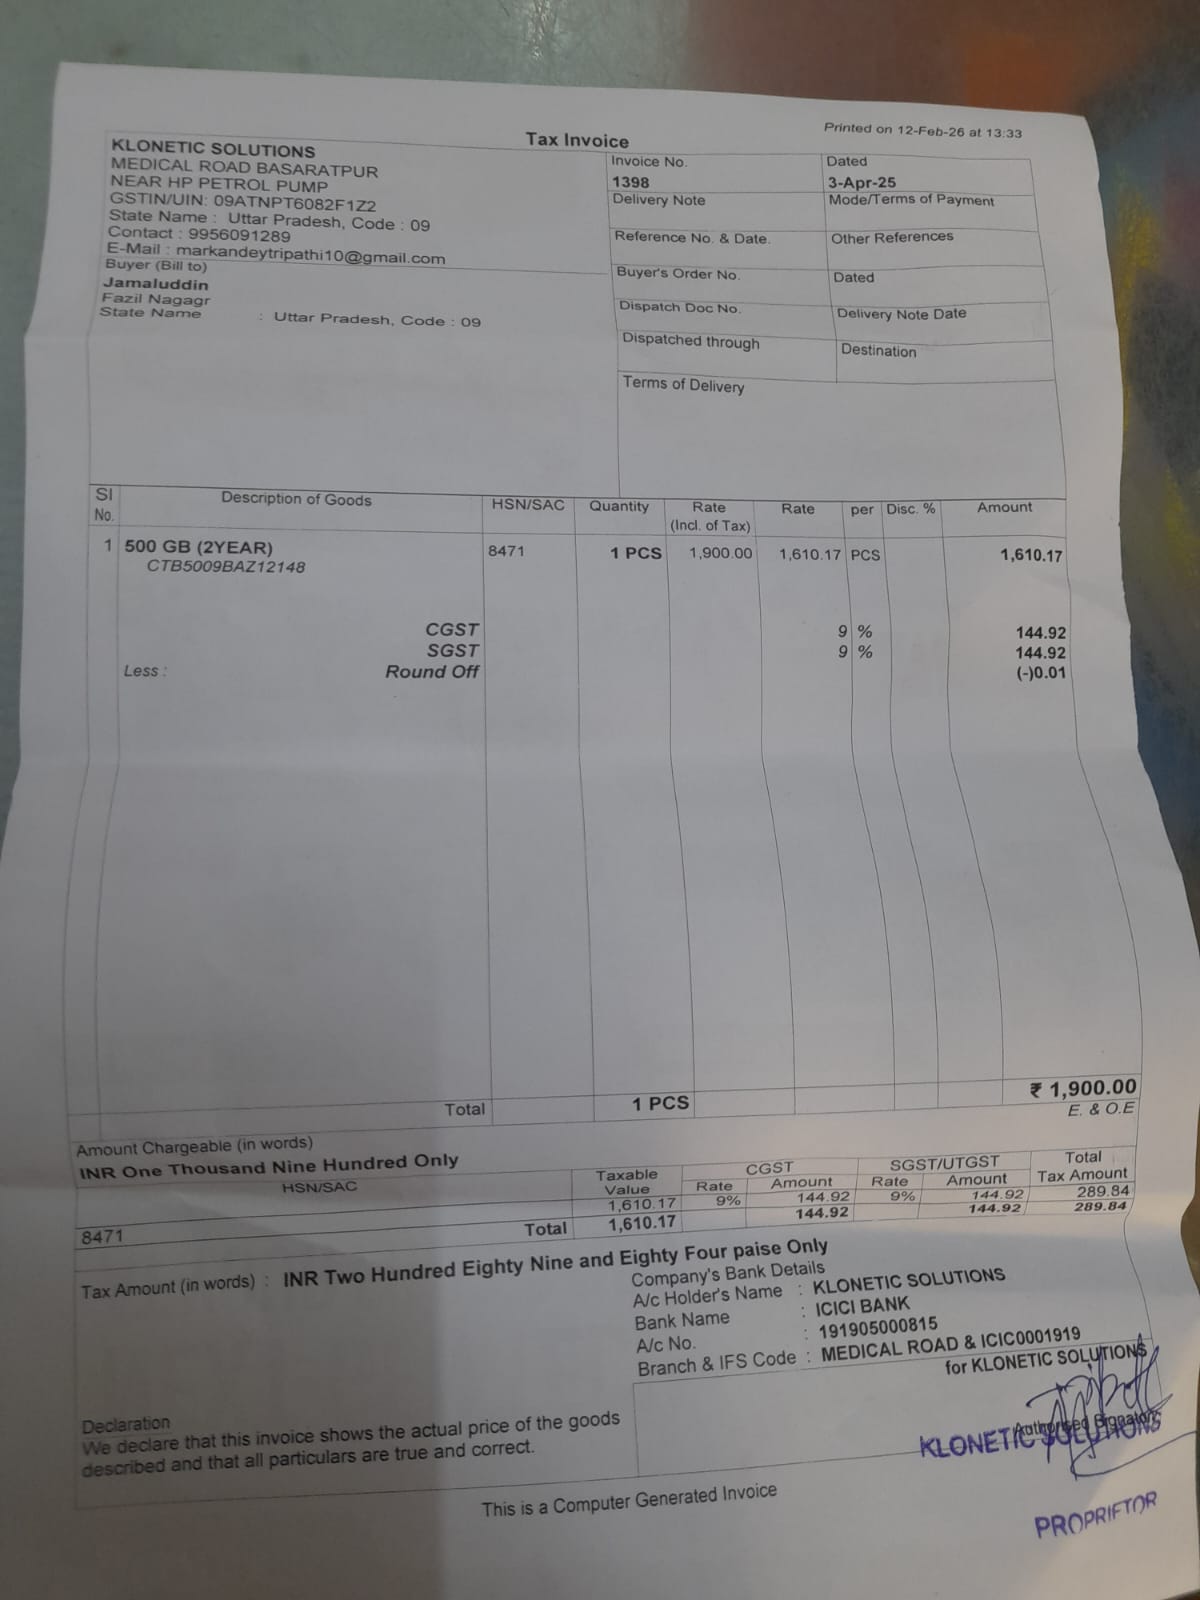 Printed on 12-Feb-26 at 13:33
Tax Invoice
KLONETIC SOLUTIONS
MEDICAL ROAD BASARATPUR
NEAR HP PETROL PUMP
GSTIN/UIN: 09ATNPT6082F1Z2
State Name : Uttar Pradesh, Code : 09
Contact : 9956091289
E-Mail : markandeytripathi10@gmail.com
Buyer (Bill to)
Jamaluddin
Fazil Nagagr
State Name : Uttar Pradesh, Code : 09
Invoice No. Dated
1398 3-Apr-25
Delivery Note Mode/Terms of Payment
Reference No. & Date. Other References
Buyer's Order No. Dated
Dispatch Doc No. Delivery Note Date
Dispatched through Destination
Terms of Delivery
Sl No. Description of Goods HSN/SAC Quantity Rate (Incl. of Tax) Rate per Disc. % Amount
1 500 GB (2YEAR) 8471 1 PCS 1,900.00 1,610.17 PCS 1,610.17
CTB5009BAZ12148
CGST 9 % 144.92
SGST 9 % 144.92
Less : Round Off (-)0.01
Total 1 PCS ₹ 1,900.00
E. & O.E
Amount Chargeable (in words)
INR One Thousand Nine Hundred Only
HSN/SAC Taxable Value CGST SGST/UTGST Total Tax Amount
Rate Amount Rate Amount
8471 1,610.17 9% 144.92 9% 144.92 289.84
Total 1,610.17 144.92 144.92 289.84
Tax Amount (in words) : INR Two Hundred Eighty Nine and Eighty Four paise Only
Company's Bank Details
A/c Holder's Name : KLONETIC SOLUTIONS
Bank Name : ICICI BANK
A/c No. : 191905000815
Branch & IFS Code : MEDICAL ROAD & ICIC0001919
for KLONETIC SOLUTIONS
Declaration
We declare that this invoice shows the actual price of the goods
described and that all particulars are true and correct.
Authorised Signatory
KLONETIC SOLUTIONS
PROPRIETOR
This is a Computer Generated Invoice